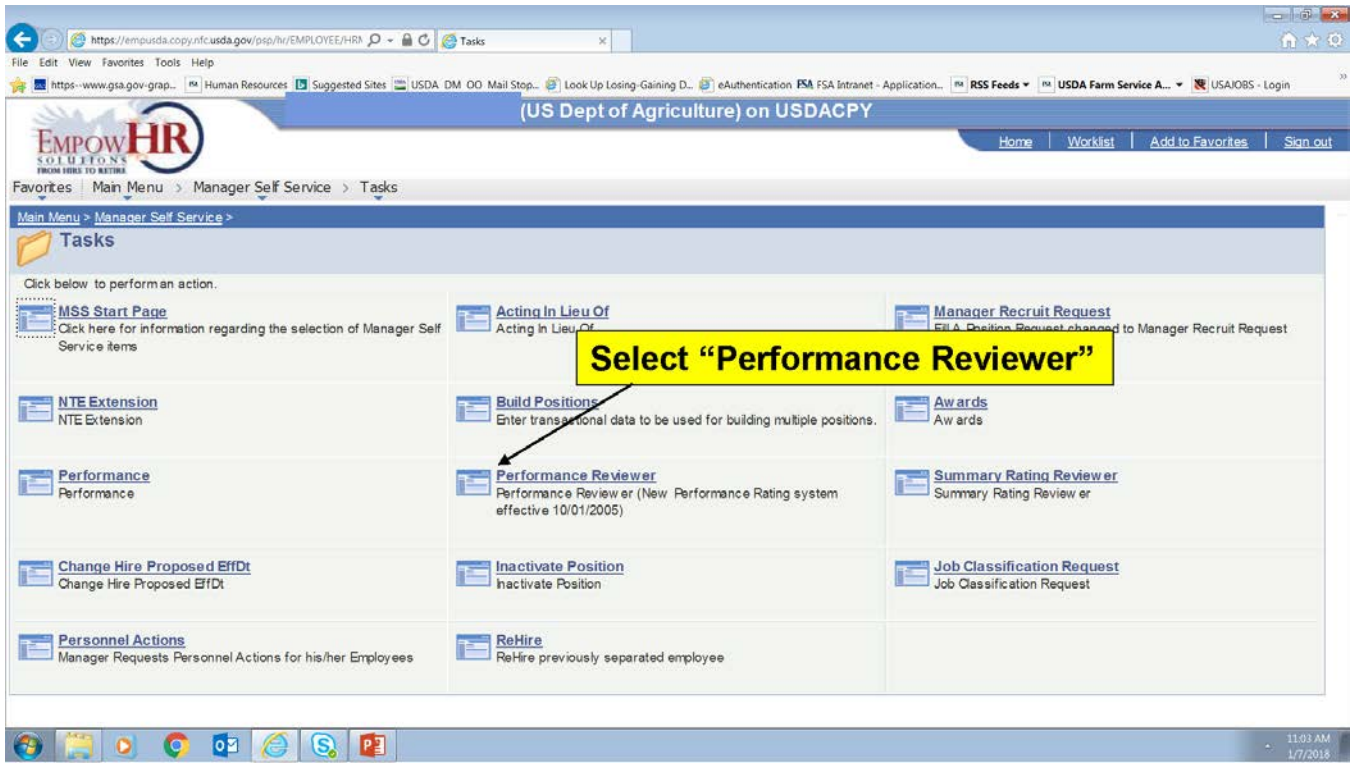 https://empusda.copy.nfc.usda.gov/psp/hr/EMPLOYEE/HRM
Tasks
File Edit View Favorites Tools Help
https--www.gsa.gov-grap... Human Resources Suggested Sites USDA DM OO Mail Stop... Look Up Losing-Gaining D... eAuthentication FSA FSA Intranet - Application... RSS Feeds USDA Farm Service A... USAJOBS - Login
(US Dept of Agriculture) on USDACPY
EMPOWHR
SOLUTIONS
FROM HIRE TO RETIRE
Home | Worklist | Add to Favorites | Sign out
Favorites | Main Menu > Manager Self Service > Tasks
Main Menu > Manager Self Service >
Tasks
Click below to perform an action.
MSS Start Page
Click here for information regarding the selection of Manager Self
Service items
Acting In Lieu Of
Acting In Lieu Of
Manager Recruit Request
Fill A Position Request changed to Manager Recruit Request
Select “Performance Reviewer”
NTE Extension
NTE Extension
Build Positions
Enter transactional data to be used for building multiple positions.
Awards
Awards
Performance
Performance
Performance Reviewer
Performance Reviewer (New Performance Rating system
effective 10/01/2005)
Summary Rating Reviewer
Summary Rating Reviewer
Change Hire Proposed EffDt
Change Hire Proposed EffDt
Inactivate Position
Inactivate Position
Job Classification Request
Job Classification Request
Personnel Actions
Manager Requests Personnel Actions for his/her Employees
ReHire
ReHire previously separated employee
11:03 AM
1/7/2018